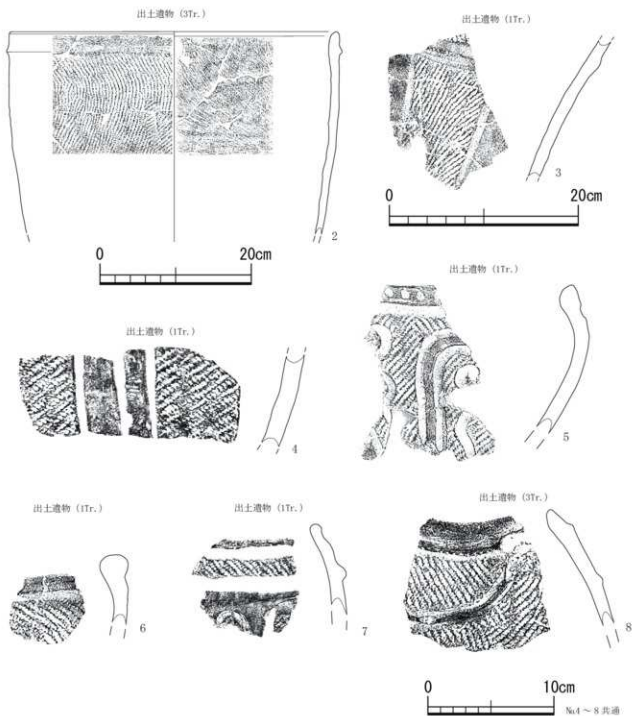 出土遺物 (3Tr.)
2
0 20cm
出土遺物 (1Tr.)
3
0 20cm
出土遺物 (1Tr.)
4
出土遺物 (1Tr.)
5
出土遺物 (1Tr.)
6
出土遺物 (1Tr.)
7
出土遺物 (3Tr.)
8
0 10cm
No.4 ～ 8 共通